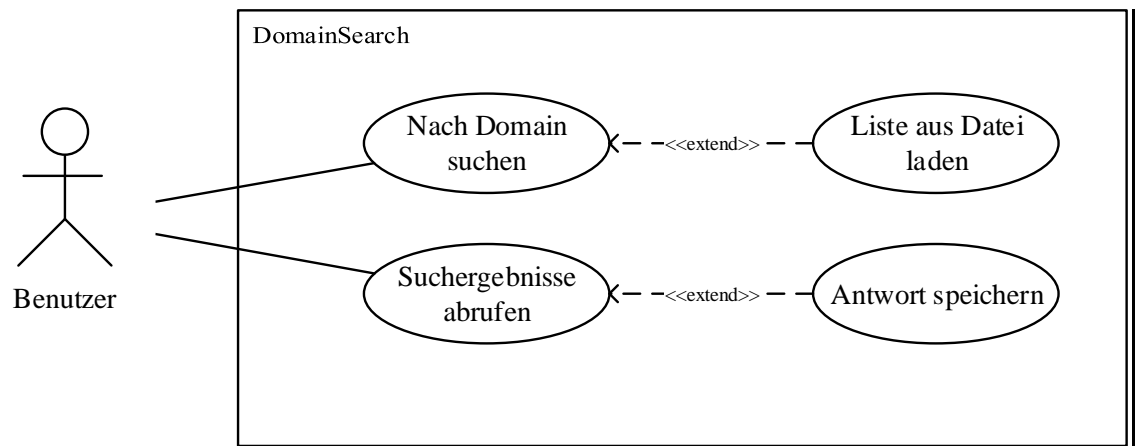 DomainSearch
Nach Domain
suchen
<<extend>>
Liste aus Datei
laden
Benutzer
Suchergebnisse
abrufen
<<extend>>
Antwort speichern